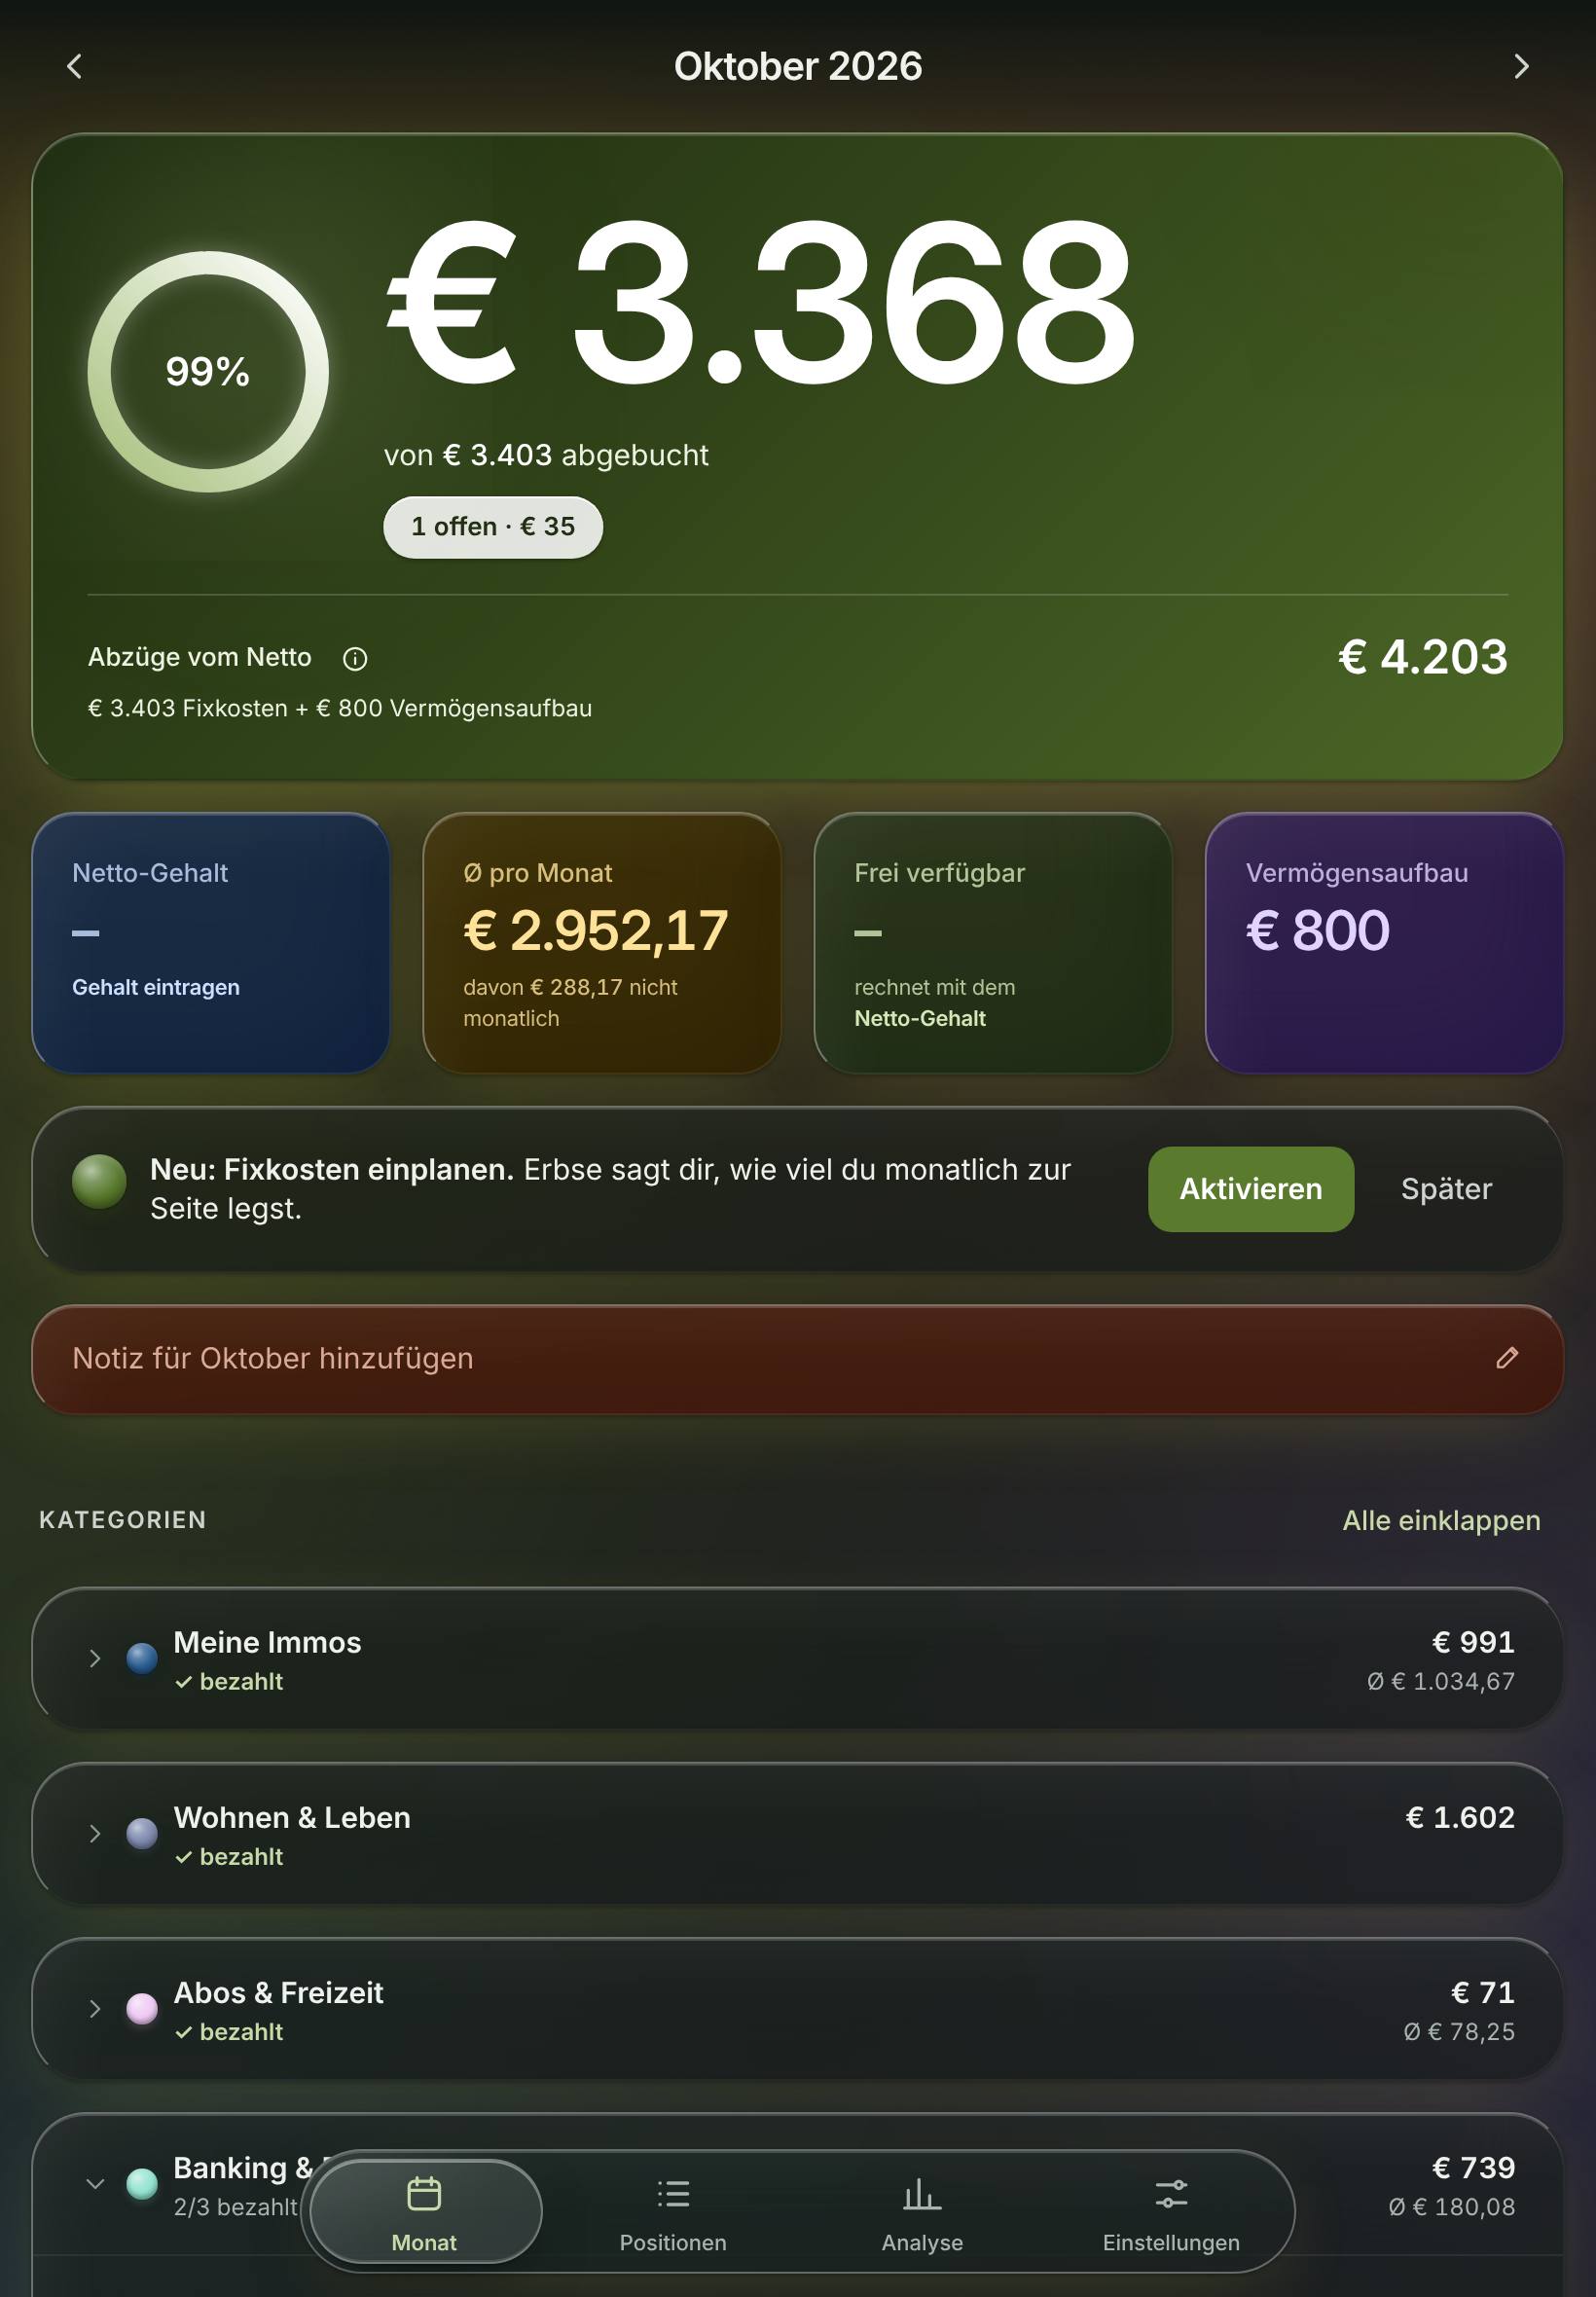 Oktober 2026
99%
€ 3.368
von € 3.403 abgebucht
1 offen · € 35
Abzüge vom Netto
€ 4.203
€ 3.403 Fixkosten + € 800 Vermögensaufbau
Netto-Gehalt
–
Gehalt eintragen
Ø pro Monat
€ 2.952,17
davon € 288,17 nicht
monatlich
Frei verfügbar
–
rechnet mit dem
Netto-Gehalt
Vermögensaufbau
€ 800
Neu: Fixkosten einplanen. Erbse sagt dir, wie viel du monatlich zur
Seite legst.
Aktivieren
Später
Notiz für Oktober hinzufügen
KATEGORIEN
Alle einklappen
Meine Immos
€ 991
✓ bezahlt
Ø € 1.034,67
Wohnen & Leben
€ 1.602
✓ bezahlt
Abos & Freizeit
€ 71
✓ bezahlt
Ø € 78,25
Banking &
€ 739
2/3 bezahlt
Ø € 180,08
Monat
Positionen
Analyse
Einstellungen